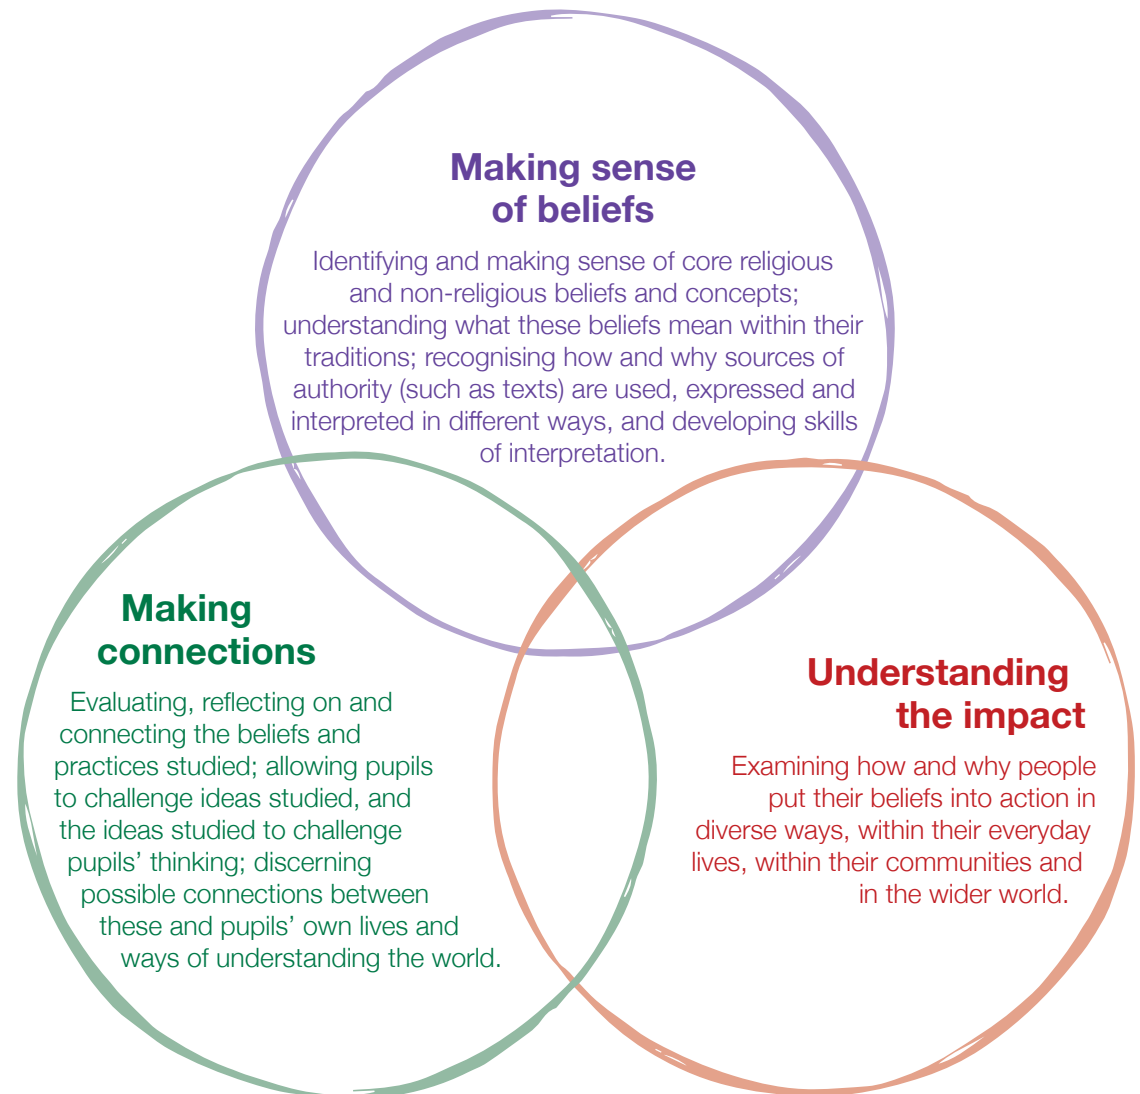 Making sense
of beliefs
Identifying and making sense of core religious
and non-religious beliefs and concepts;
understanding what these beliefs mean within their
traditions; recognising how and why sources of
authority (such as texts) are used, expressed and
interpreted in different ways, and developing skills
of interpretation.
Making
connections
Evaluating, reflecting on and
connecting the beliefs and
practices studied; allowing pupils
to challenge ideas studied, and
the ideas studied to challenge
pupils’ thinking; discerning
possible connections between
these and pupils’ own lives and
ways of understanding the world.
Understanding
the impact
Examining how and why people
put their beliefs into action in
diverse ways, within their everyday
lives, within their communities and
in the wider world.